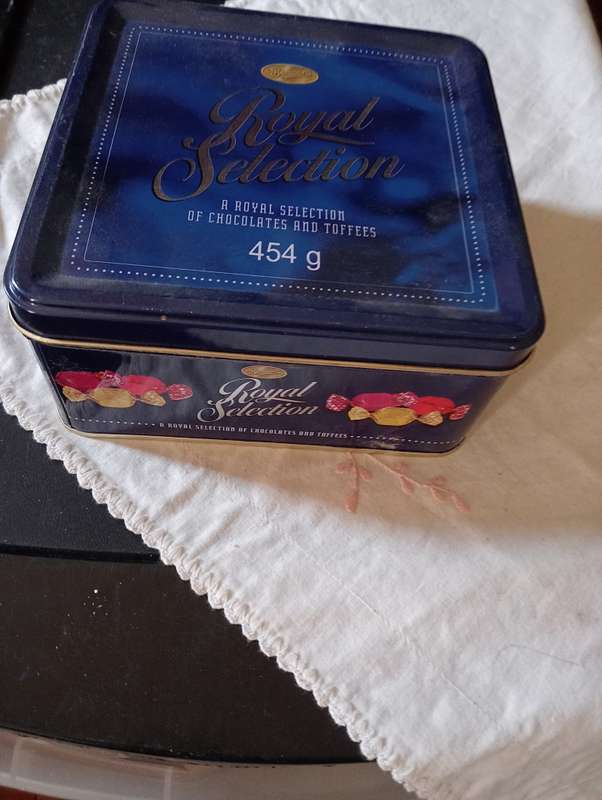 Royal
Selection
A ROYAL SELECTION
OF CHOCOLATES AND TOFFEES
454 g
Royal
Selection
A ROYAL SELECTION OF CHOCOLATES AND TOFFEES